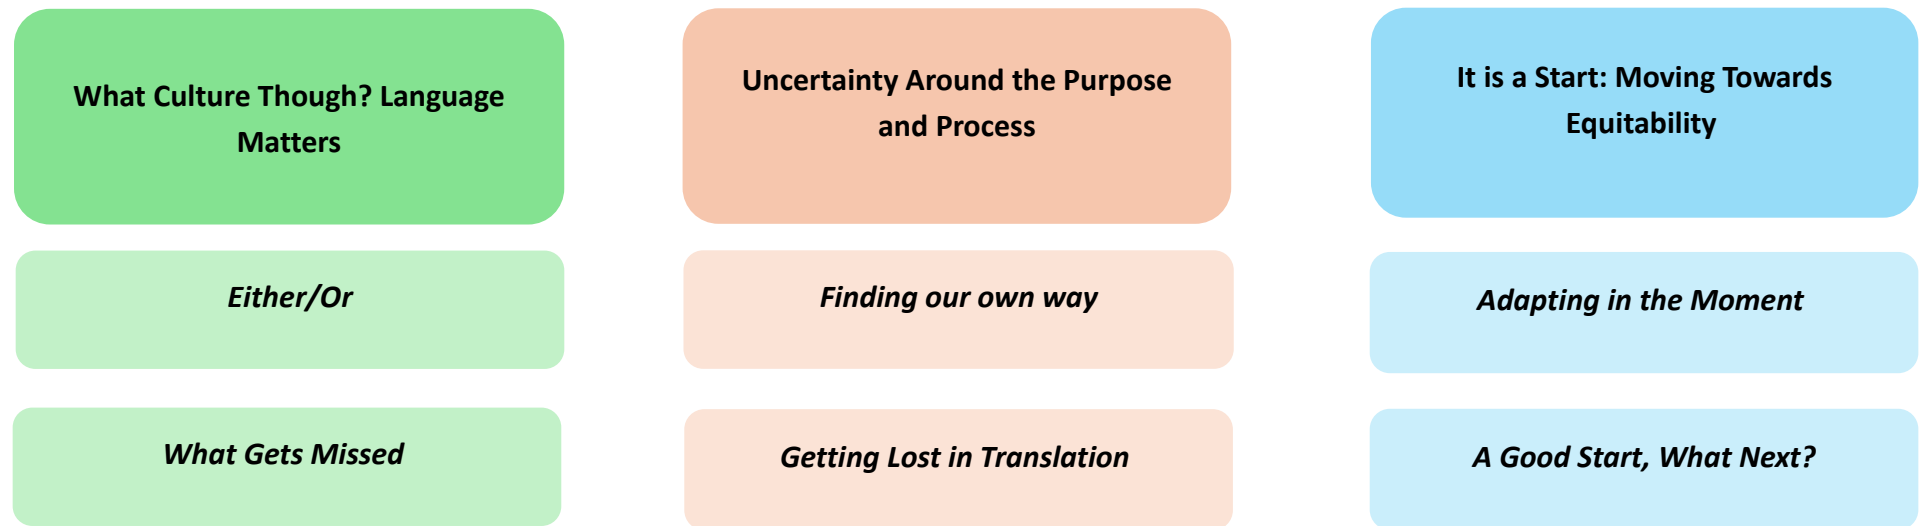 What Culture Though? Language
Matters
Either/Or
What Gets Missed
Uncertainty Around the Purpose
and Process
Finding our own way
Getting Lost in Translation
It is a Start: Moving Towards
Equitability
Adapting in the Moment
A Good Start, What Next?